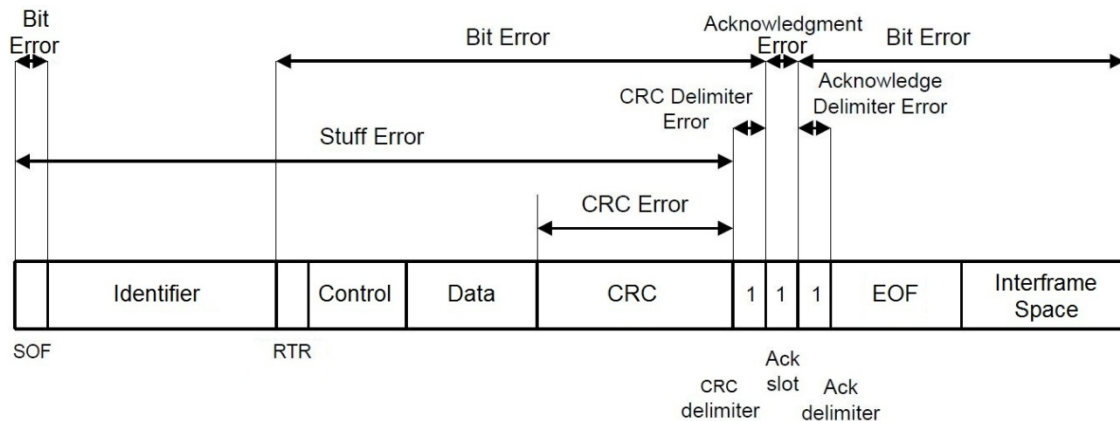 Bit
Error
Bit Error
Acknowledgment
Error
Bit Error
CRC Delimiter
Error
Acknowledge
Delimiter Error
Stuff Error
CRC Error
Identifier
Control
Data
CRC
1
1
1
EOF
Interframe
Space
SOF
RTR
CRC
delimiter
Ack
slot
Ack
delimiter